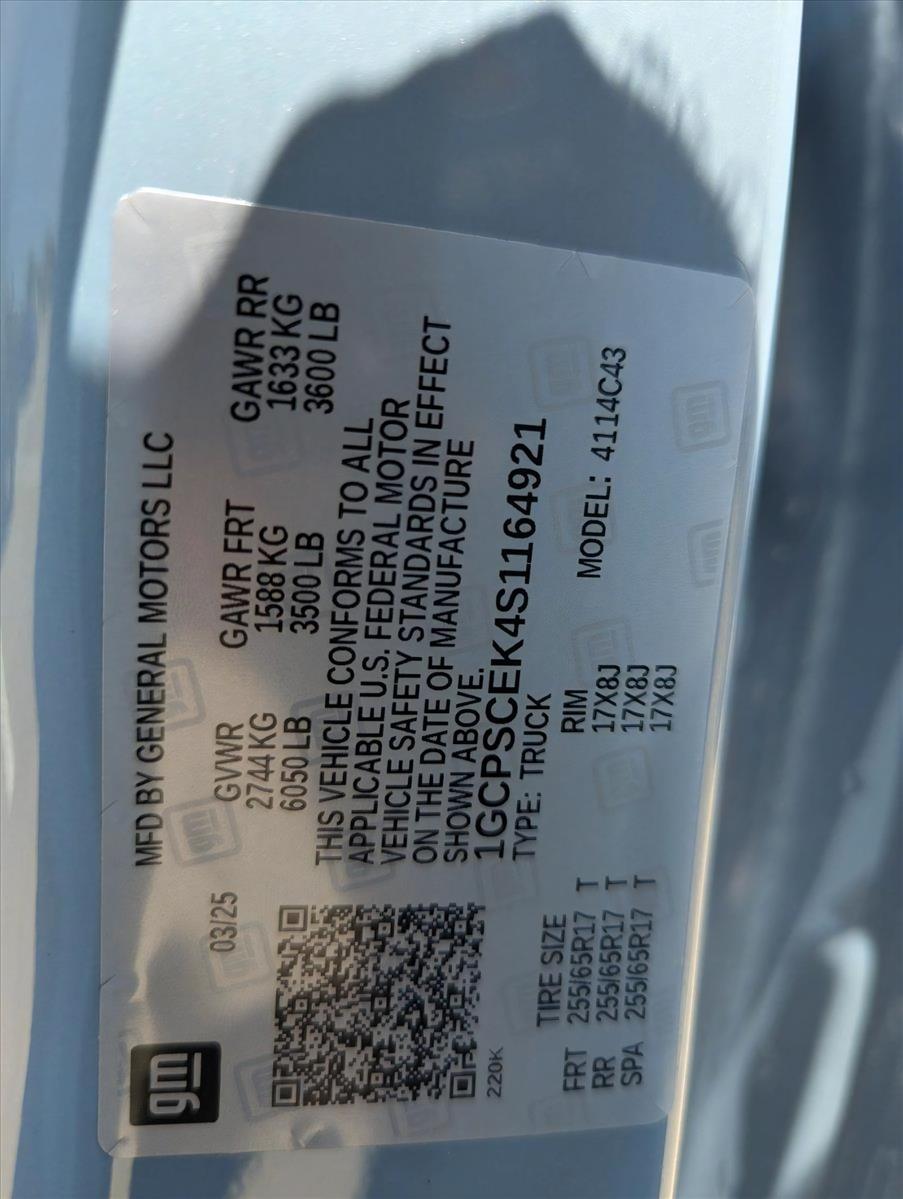 gm
MFD BY GENERAL MOTORS LLC
03/25
GVWR GAWR FRT GAWR RR
2744 KG 1588 KG 1633 KG
6050 LB 3500 LB 3600 LB
THIS VEHICLE CONFORMS TO ALL
APPLICABLE U.S. FEDERAL MOTOR
VEHICLE SAFETY STANDARDS IN EFFECT
ON THE DATE OF MANUFACTURE
SHOWN ABOVE.
1GCPSCEK4S1164921
TYPE: TRUCK
220K
TIRE SIZE RIM MODEL: 4114C43
FRT 255/65R17 T 17X8J
RR 255/65R17 T 17X8J
SPA 255/65R17 T 17X8J